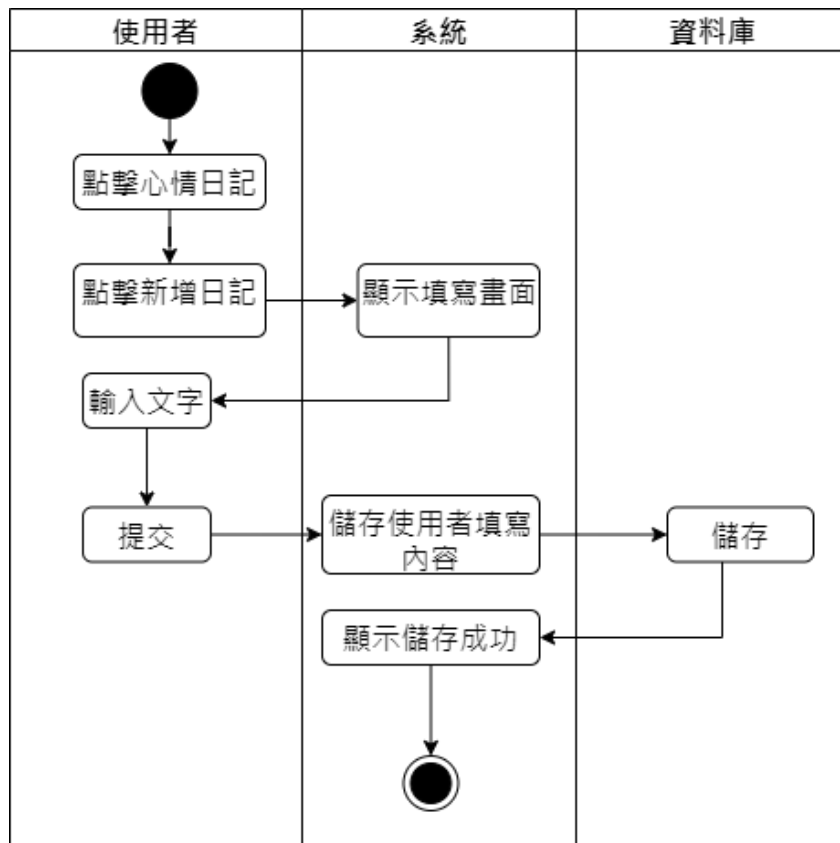 使用者
系統
資料庫
點擊心情日記
點擊新增日記
顯示填寫畫面
輸入文字
提交
儲存使用者填寫
內容
儲存
顯示儲存成功